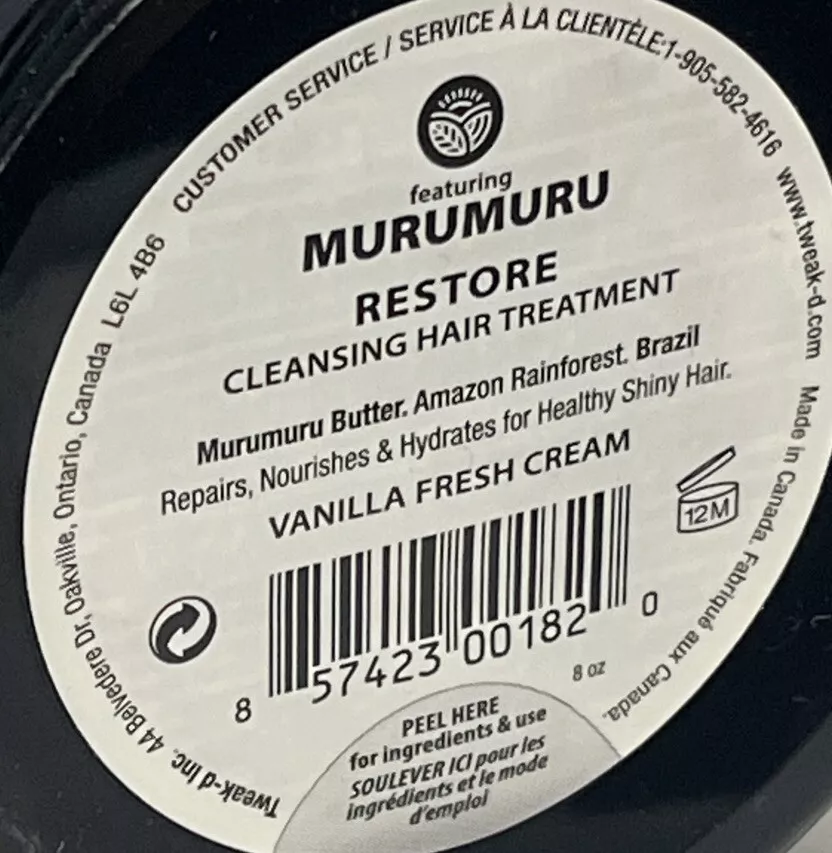 CUSTOMER SERVICE / SERVICE À LA CLIENTÈLE:1-905-582-4616 www.tweak-d.com Made in Canada. Fabriqué aux Canada.
featuring
MURUMURU
RESTORE
CLEANSING HAIR TREATMENT
Murumuru Butter. Amazon Rainforest. Brazil
Repairs, Nourishes & Hydrates for Healthy Shiny Hair.
VANILLA FRESH CREAM
12M
8 57423 00182 0
8 oz
PEEL HERE
for ingredients & use
SOULEVER ICI pour les
ingrédients et le mode
d'emploi
Tweak-d Inc. 44 Belvedere Dr, Oakville, Ontario, Canada L6L 4B6